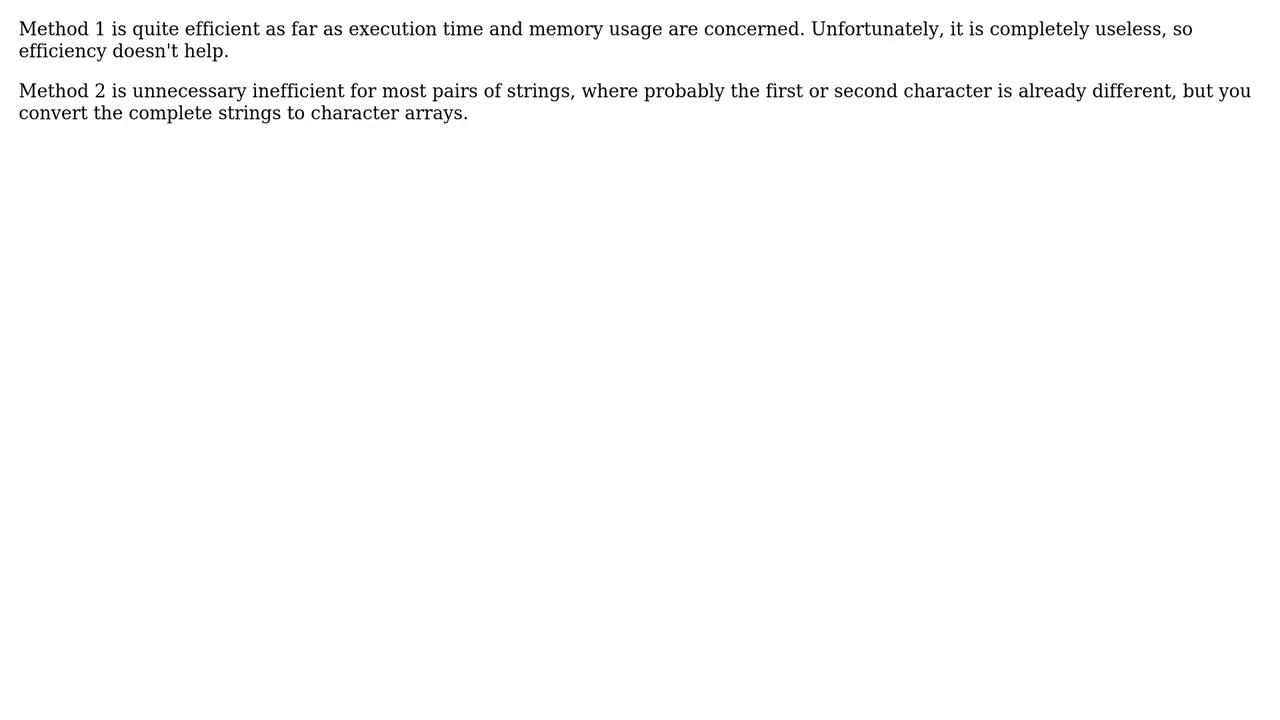 Method 1 is quite efficient as far as execution time and memory usage are concerned. Unfortunately, it is completely useless, so
efficiency doesn't help.
Method 2 is unnecessary inefficient for most pairs of strings, where probably the first or second character is already different, but you
convert the complete strings to character arrays.